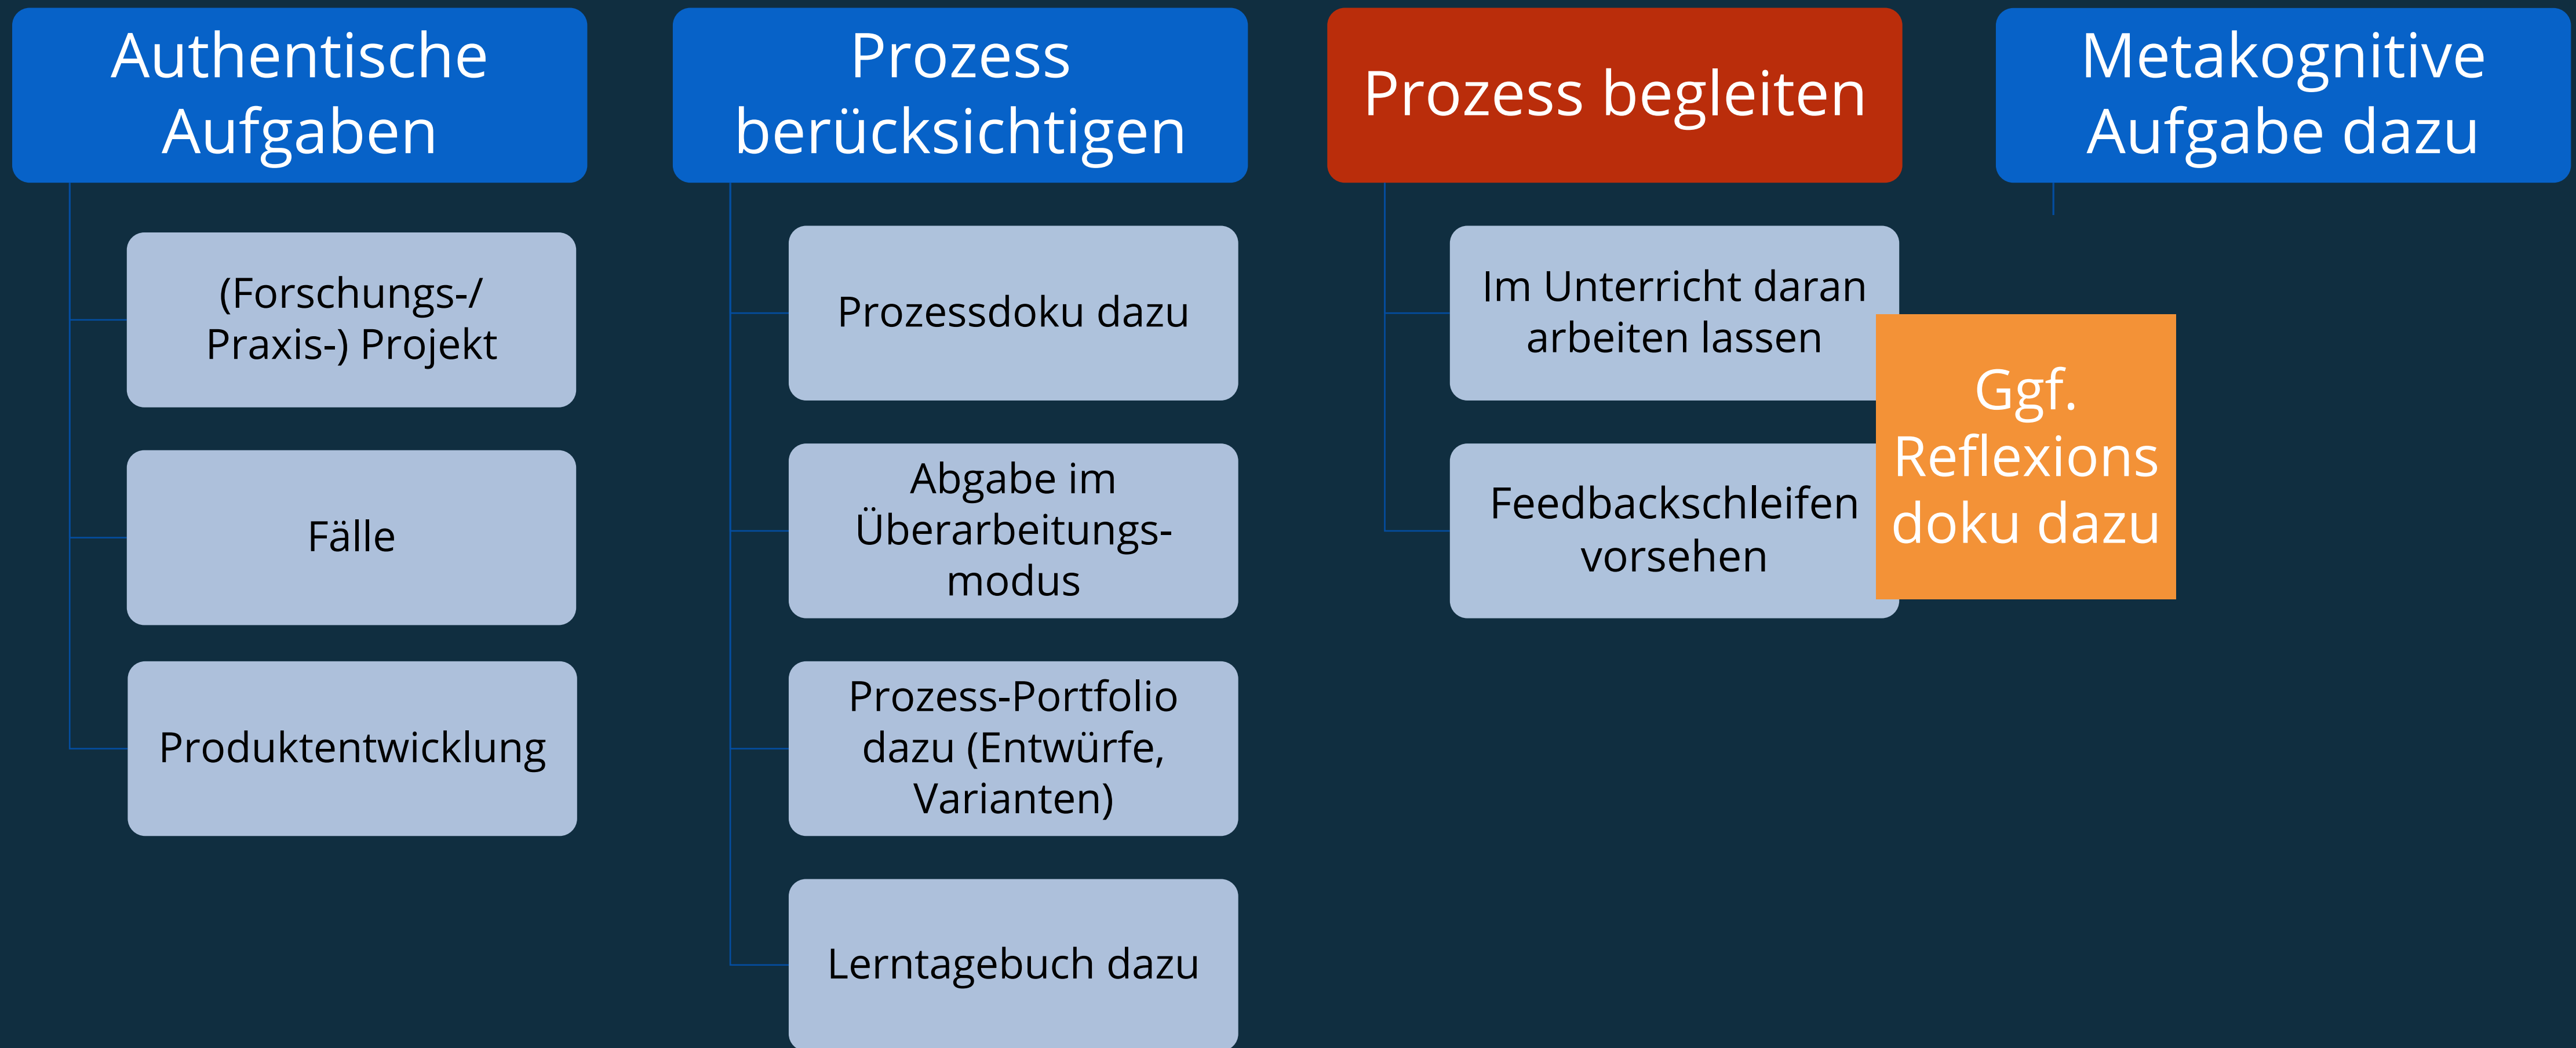 Authentische
Aufgaben
(Forschungs-/
Praxis-) Projekt
Fälle
Produktentwicklung
Prozess
berücksichtigen
Prozessdoku dazu
Abgabe im
Überarbeitungs-
modus
Prozess-Portfolio
dazu (Entwürfe,
Varianten)
Lerntagebuch dazu
Prozess begleiten
Im Unterricht daran
arbeiten lassen
Feedbackschleifen
vorsehen
Ggf.
Reflexions
doku dazu
Metakognitive
Aufgabe dazu